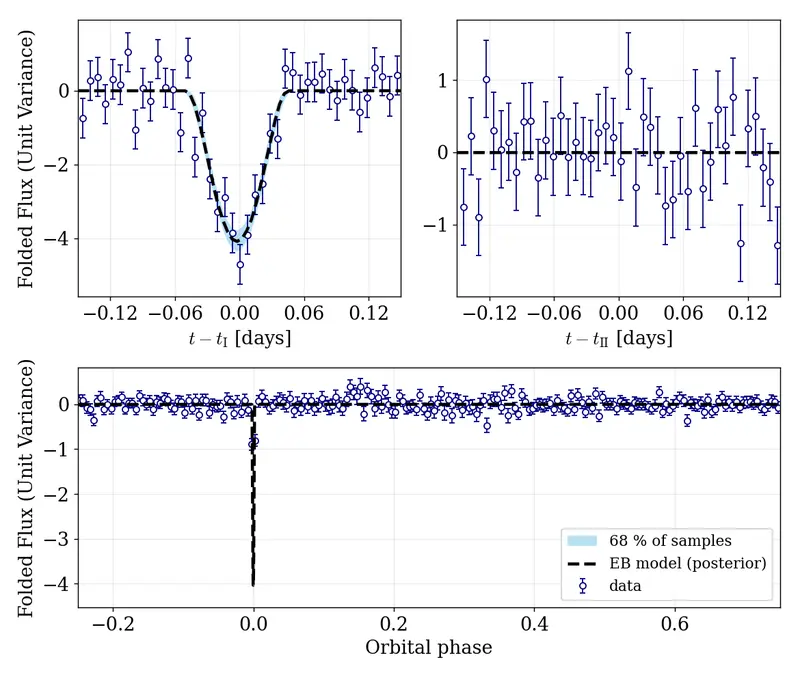 Folded Flux (Unit Variance)
0
−2
−4
−0.12 −0.06 0.00 0.06 0.12
t − tI [days]
1
0
−1
−0.12 −0.06 0.00 0.06 0.12
t − tII [days]
Folded Flux (Unit Variance)
0
−1
−2
−3
−4
68 % of samples
EB model (posterior)
data
−0.2 0.0 0.2 0.4 0.6
Orbital phase